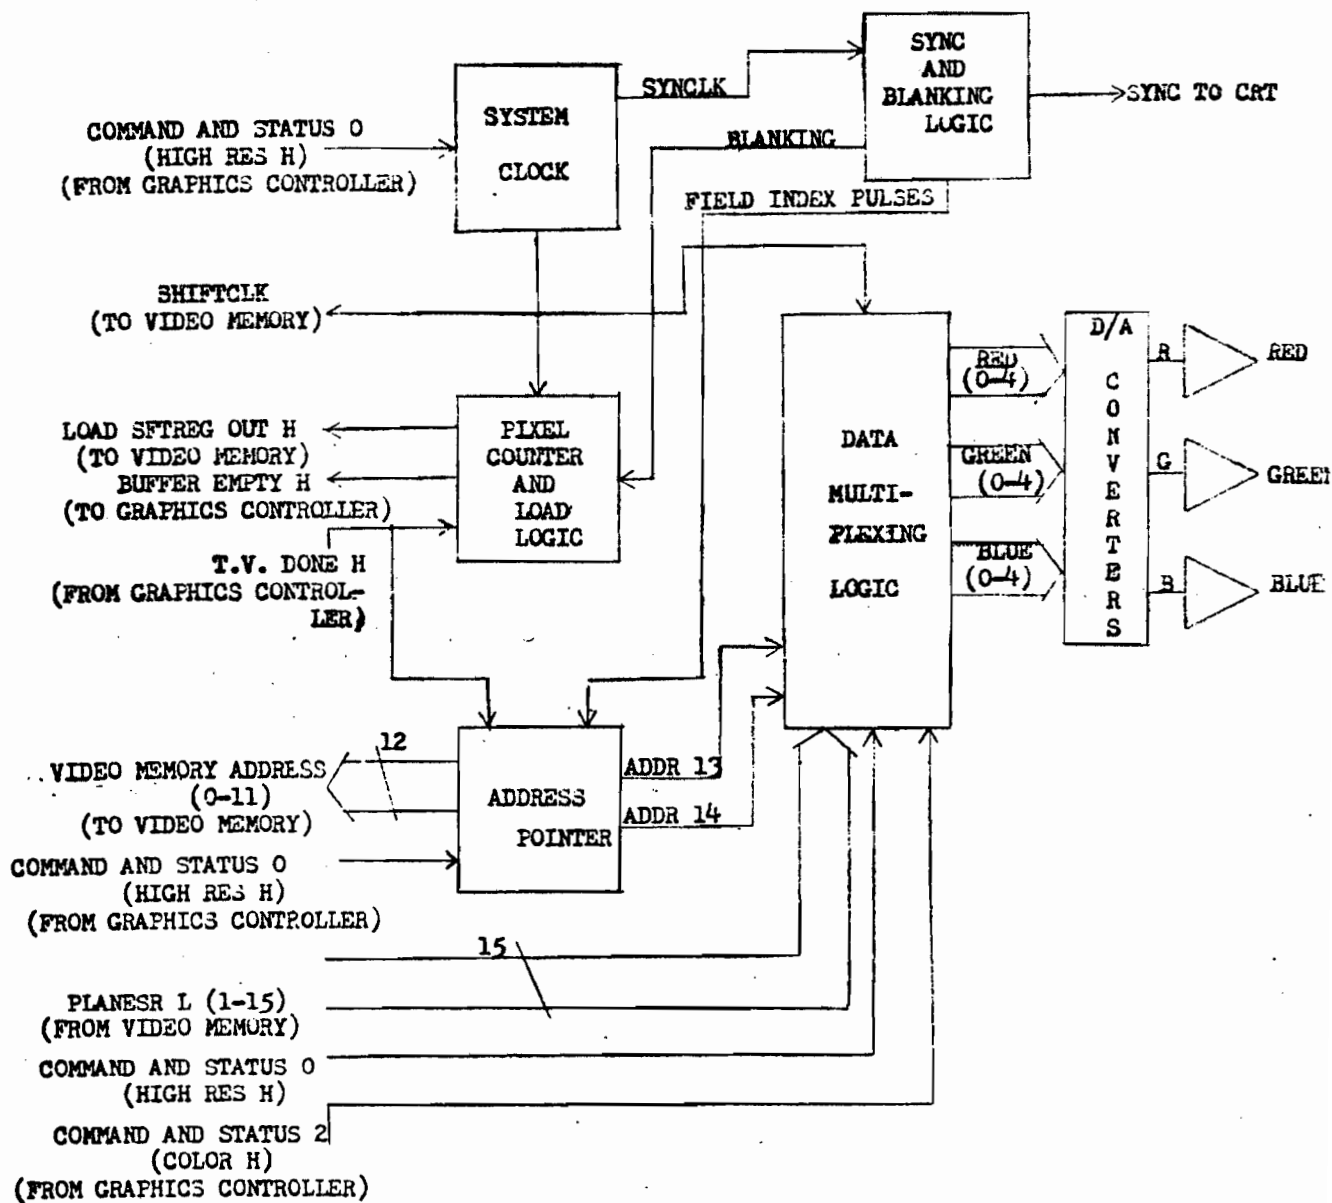 SYNC
AND
BLANKING
LOGIC
SYNCLK
SYNC TO CRT
SYSTEM
CLOCK
COMMAND AND STATUS 0
(HIGH RES H)
(FROM GRAPHICS CONTROLLER)
BLANKING
FIELD INDEX PULSES
SHIFTCLK
(TO VIDEO MEMORY)
D/A
CONVERTERS
RED
(0-4)
R
RED
LOAD SFTREG OUT H
(TO VIDEO MEMORY)
BUFFER EMPTY H
(TO GRAPHICS CONTROLLER)
PIXEL
COUNTER
AND
LOAD
LOGIC
DATA
MULTI-
PLEXING
LOGIC
GREEN
(0-4)
G
GREEN
T.V. DONE H
(FROM GRAPHICS CONTROL-
LER)
BLUE
(0-4)
B
BLUE
12
VIDEO MEMORY ADDRESS
(0-11)
(TO VIDEO MEMORY)
ADDRESS
POINTER
ADDR 13
ADDR 14
COMMAND AND STATUS 0
(HIGH RES H)
(FROM GRAPHICS CONTROLLER)
15
PLANESR L (1-15)
(FROM VIDEO MEMORY)
COMMAND AND STATUS 0
(HIGH RES H)
COMMAND AND STATUS 2
(COLOR H)
(FROM GRAPHICS CONTROLLER)